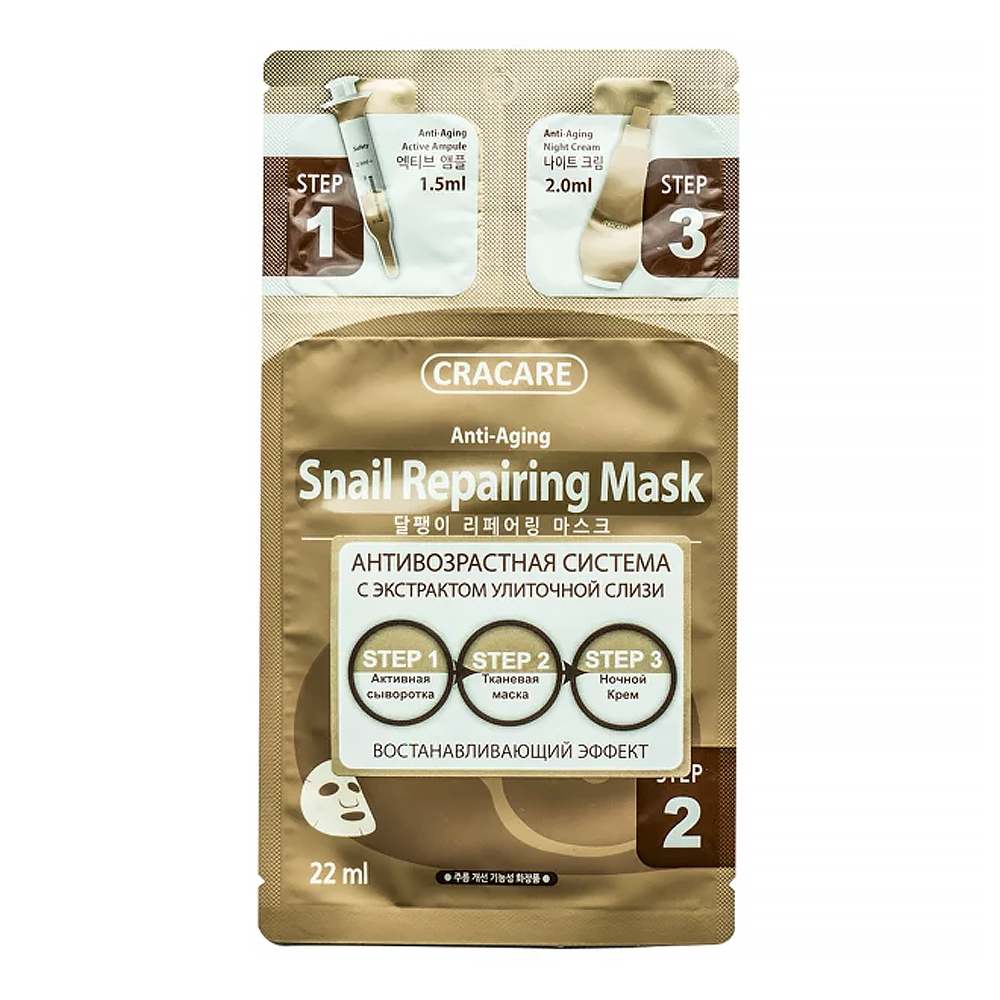 Anti-Aging
Active Ampule
엑티브 앰플
1.5ml
STEP
1
Safety
Anti-Aging
Night Cream
나이트 크림
2.0ml
STEP
3
CRACARE
Anti-Aging
Snail Repairing Mask
달팽이 리페어링 마스크
АНТИВОЗРАСТНАЯ СИСТЕМА
С ЭКСТРАКТОМ УЛИТОЧНОЙ СЛИЗИ
STEP 1
Активная
сыворотка
STEP 2
Тканевая
маска
STEP 3
Ночной
Крем
ВОСТАНАВЛИВАЮЩИЙ ЭФФЕКТ
STEP
2
22 ml
주름 개선 기능성 화장품